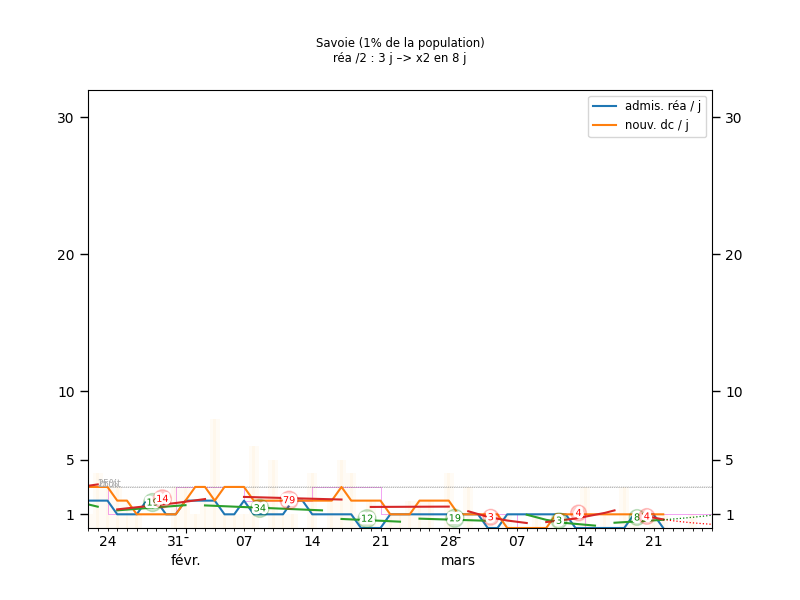 Savoie (1% de la population)
réa /2 : 3 j –> x2 en 8 j
admis. réa / j
nouv. dc / j
30 30
20 20
10 10
5 5
1 1
14
79
34
12
19
3
3
4
8
4
24 31 07 14 21 28 07 14 21
févr. mars